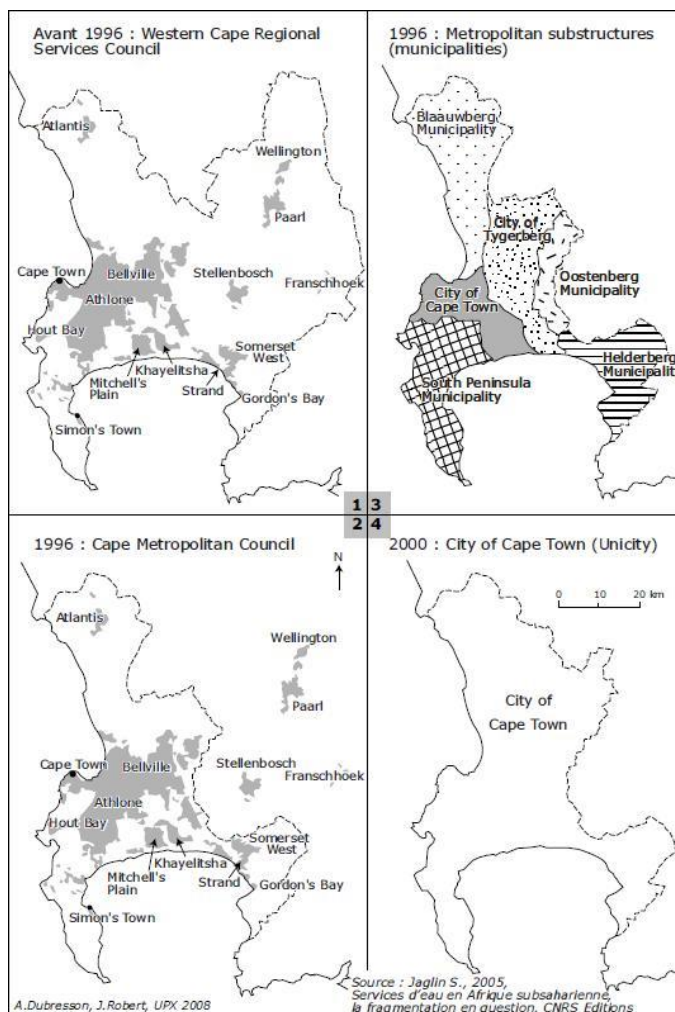 Avant 1996 : Western Cape Regional
Services Council
Atlantis
Wellington
Paarl
Cape Town
Bellville
Stellenbosch
Franschhoek
Athlone
Hout Bay
Somerset
West
Khayelitsha
Mitchell's
Plain
Strand
Gordon's Bay
Simon's Town
1
1996 : Cape Metropolitan Council
N
Atlantis
Wellington
Paarl
Cape Town
Bellville
Stellenbosch
Franschhoek
Athlone
Hout Bay
Somerset
West
Khayelitsha
Mitchell's
Plain
Strand
Gordon's Bay
Simon's Town
2
A.Dubresson, J.Robert, UPX 2008
1996 : Metropolitan substructures
(municipalities)
Blaauwberg
Municipality
City of
Tygerberg
Oostenberg
Municipality
City of
Cape Town
Helderberg
Municipalit
South Peninsula
Municipality
3
2000 : City of Cape Town (Unicity)
0 10 20 km
City of
Cape Town
4
Source : Jaglin S., 2005,
Services d'eau en Afrique subsaharienne,
la fragmentation en question. CNRS Editions